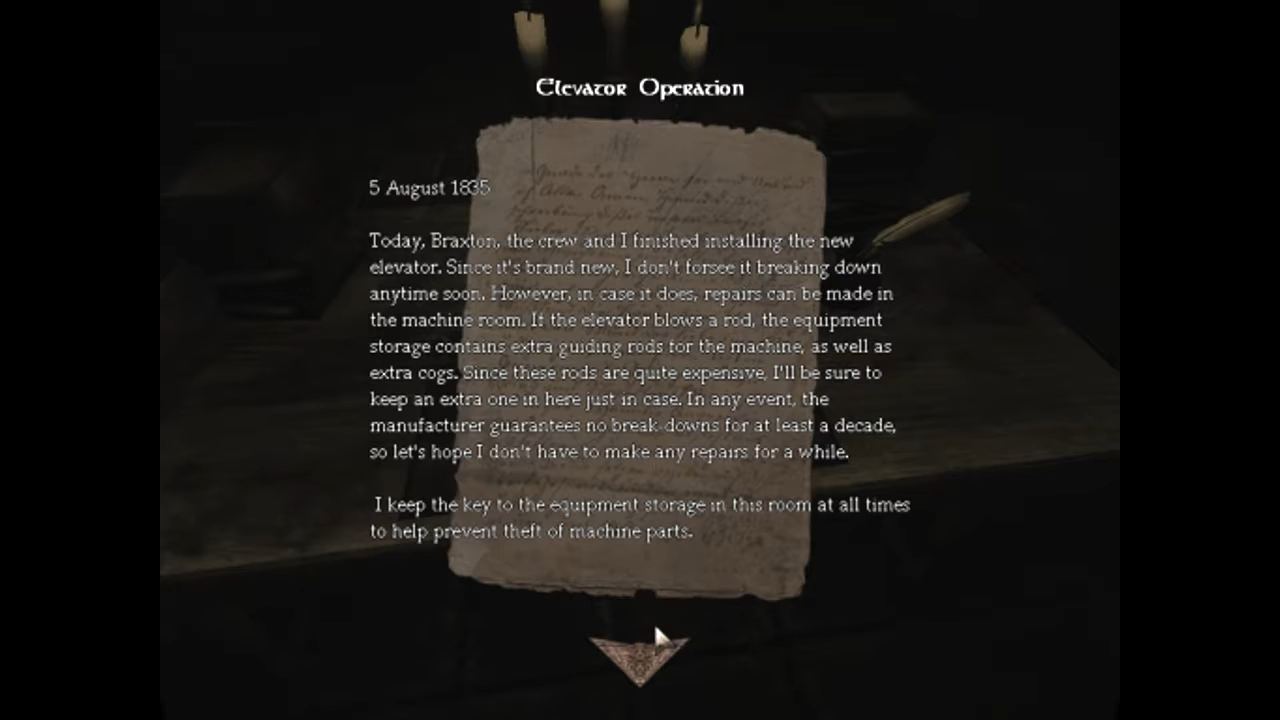 Elevator Operation
5 August 1835
Today, Braxton, the crew and I finished installing the new
elevator. Since it's brand new, I don't forsee it breaking down
anytime soon. However, in case it does, repairs can be made in
the machine room. If the elevator blows a rod, the equipment
storage contains extra guiding rods for the machine, as well as
extra cogs. Since these rods are quite expensive, I'll be sure to
keep an extra one in here just in case. In any event, the
manufacturer guarantees no break-downs for at least a decade,
so let's hope I don't have to make any repairs for a while.
I keep the key to the equipment storage in this room at all times
to help prevent theft of machine parts.